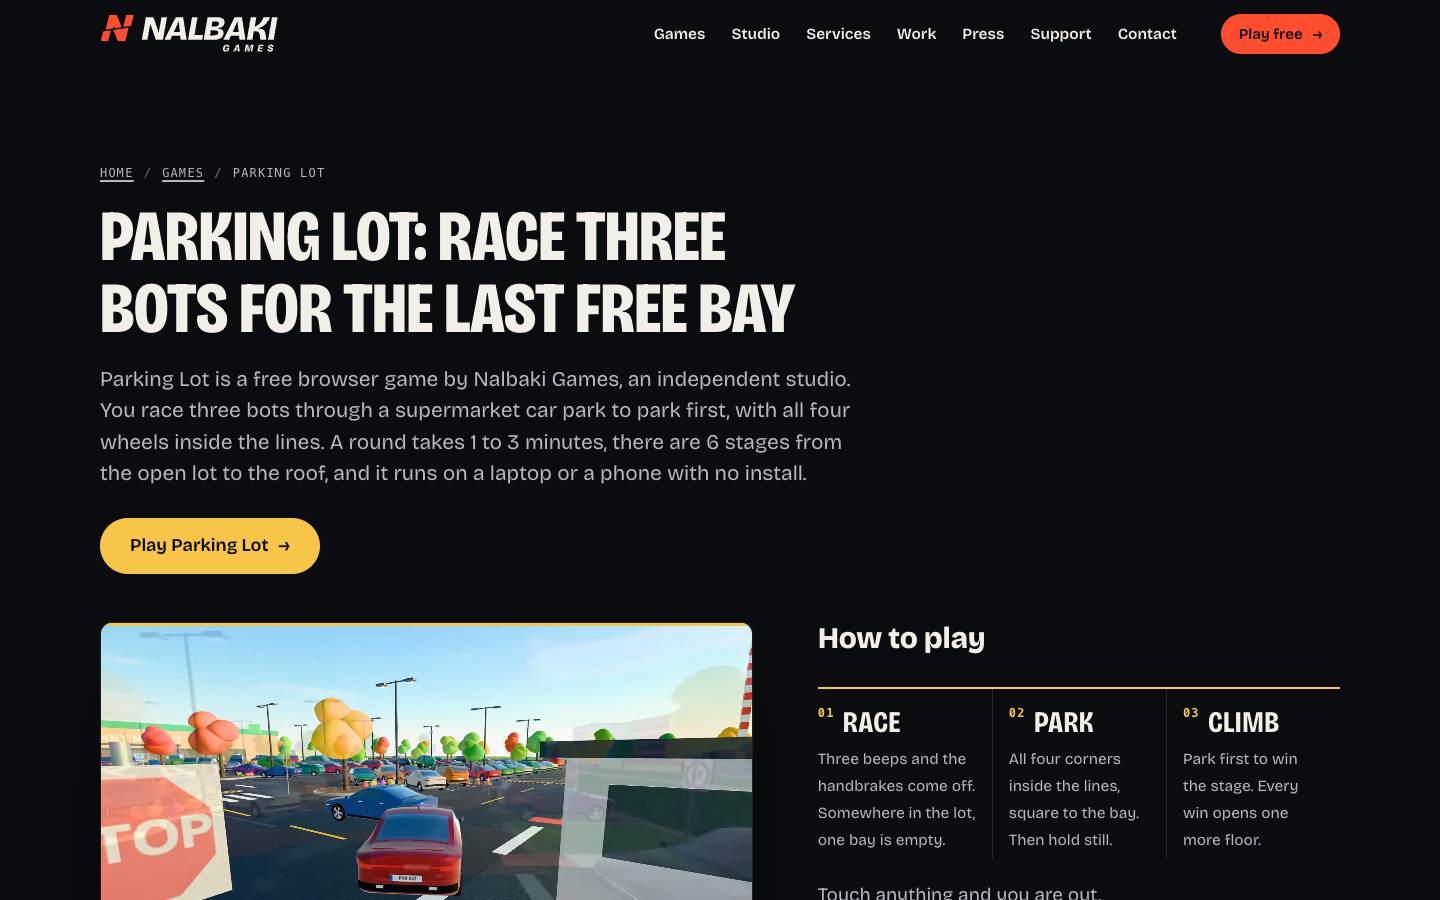 NALBAKI
GAMES
Games Studio Services Work Press Support Contact Play free →
HOME / GAMES / PARKING LOT
PARKING LOT: RACE THREE
BOTS FOR THE LAST FREE BAY
Parking Lot is a free browser game by Nalbaki Games, an independent studio.
You race three bots through a supermarket car park to park first, with all four
wheels inside the lines. A round takes 1 to 3 minutes, there are 6 stages from
the open lot to the roof, and it runs on a laptop or a phone with no install.
Play Parking Lot →
TOP
How to play
01 RACE
Three beeps and the
handbrakes come off.
Somewhere in the lot,
one bay is empty.
02 PARK
All four corners
inside the lines,
square to the bay.
Then hold still.
03 CLIMB
Park first to win
the stage. Every
win opens one
more floor.
Touch anything and you are out.